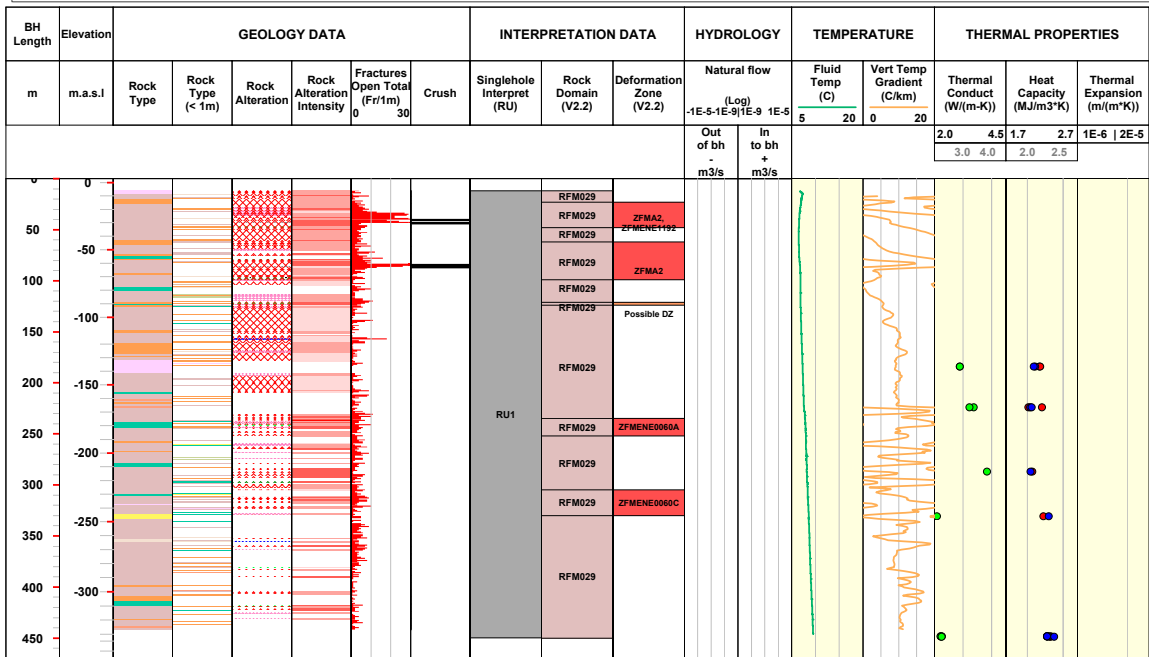 BH Length
Elevation
GEOLOGY DATA
INTERPRETATION DATA
HYDROLOGY
TEMPERATURE
THERMAL PROPERTIES
m
m.a.s.l
Rock Type
Rock Type (< 1m)
Rock Alteration
Rock Alteration Intensity
Fractures Open Total (Fr/1m)
0 30
Crush
Singlehole Interpret (RU)
Rock Domain (V2.2)
Deformation Zone (V2.2)
Natural flow
(Log)
-1E-5-1E-9|1E-9 1E-5
Fluid Temp (C)
5 20
Vert Temp Gradient (C/km)
0 20
Thermal Conduct (W/(m-K))
Heat Capacity (MJ/m3*K)
Thermal Expansion (m/(m*K))
Out of bh - m3/s
In to bh + m3/s
2.0 4.5
1.7 2.7
1E-6 | 2E-5
3.0 4.0
2.0 2.5
0
50
100
150
200
250
300
350
400
450
0
-50
-100
-150
-200
-250
-300
RU1
RFM029
RFM029
RFM029
RFM029
RFM029
RFM029
RFM029
RFM029
RFM029
RFM029
RFM029
ZFMA2,
ZFMENE1192
ZFMA2
Possible DZ
ZFMENE0060A
ZFMENE0060C